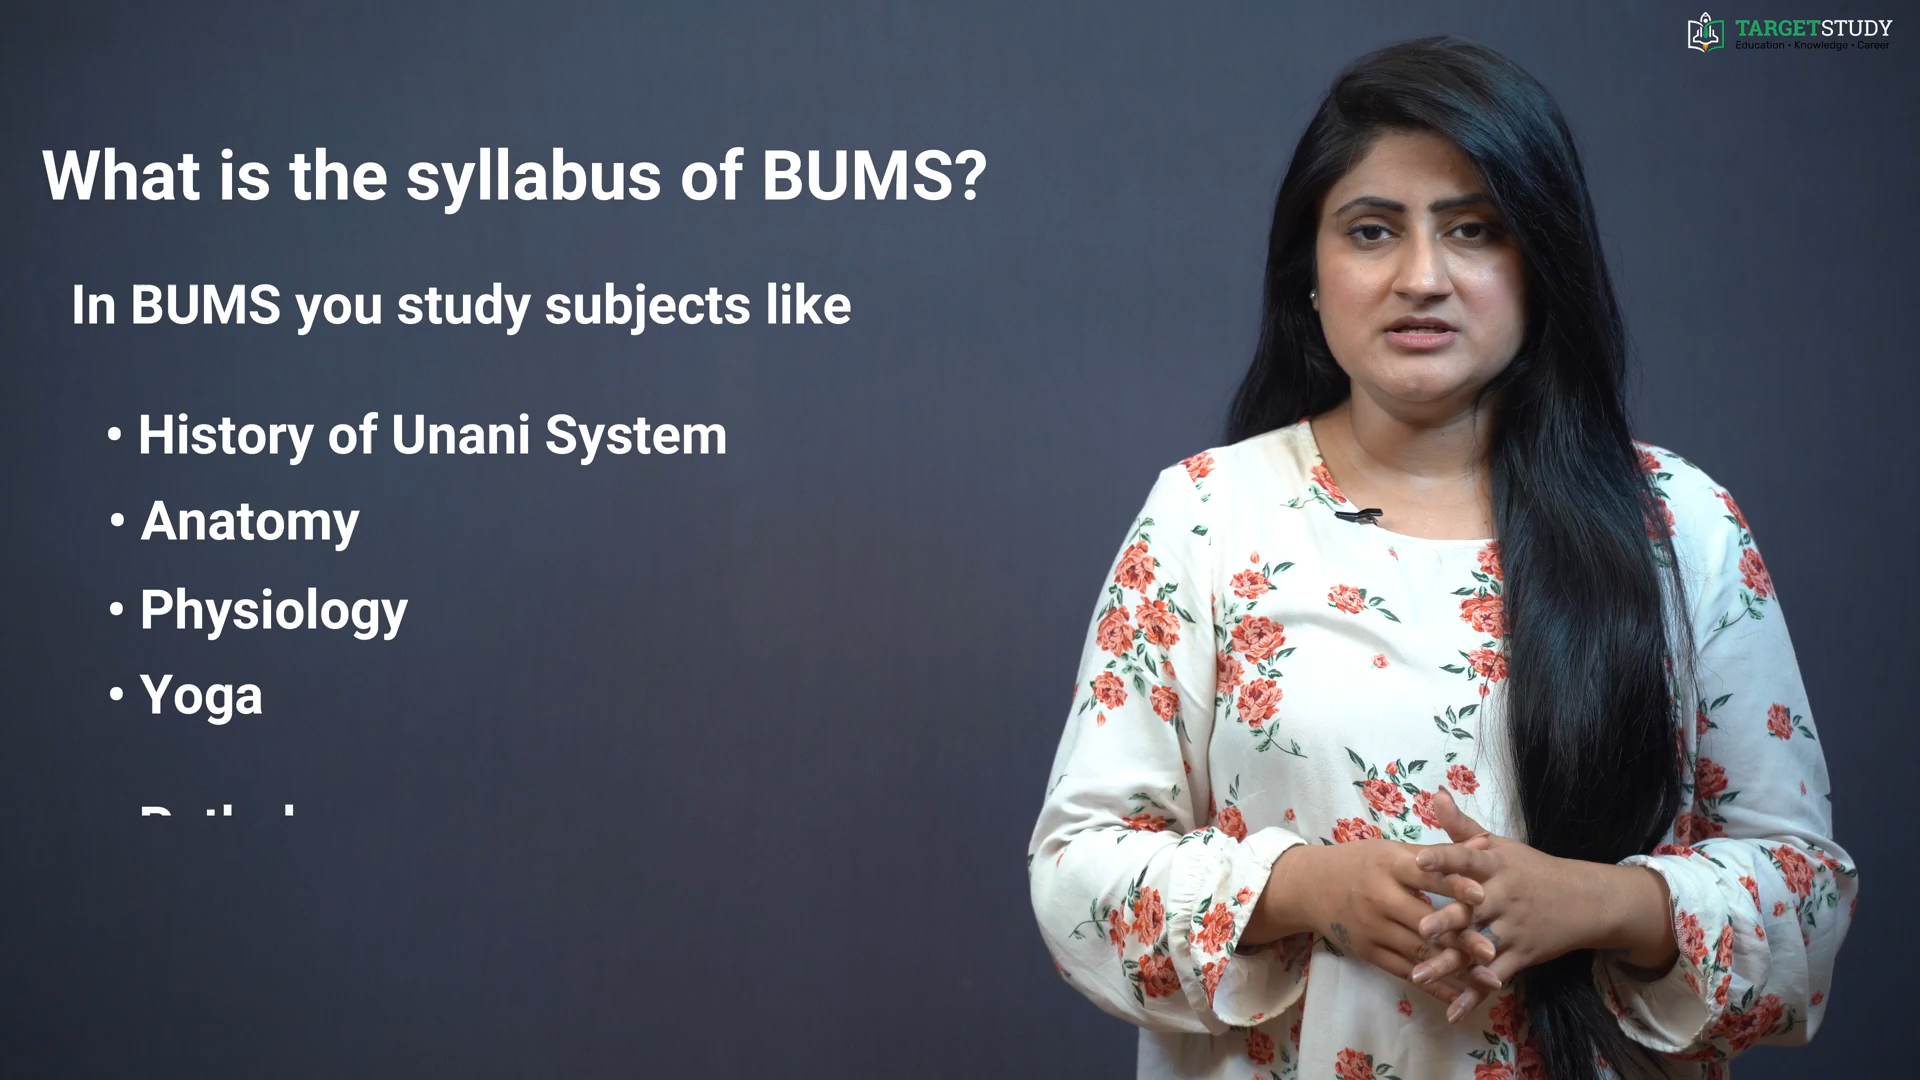 TARGETSTUDY
Education • Knowledge • Career
What is the syllabus of BUMS?
In BUMS you study subjects like
• History of Unani System
• Anatomy
• Physiology
• Yoga